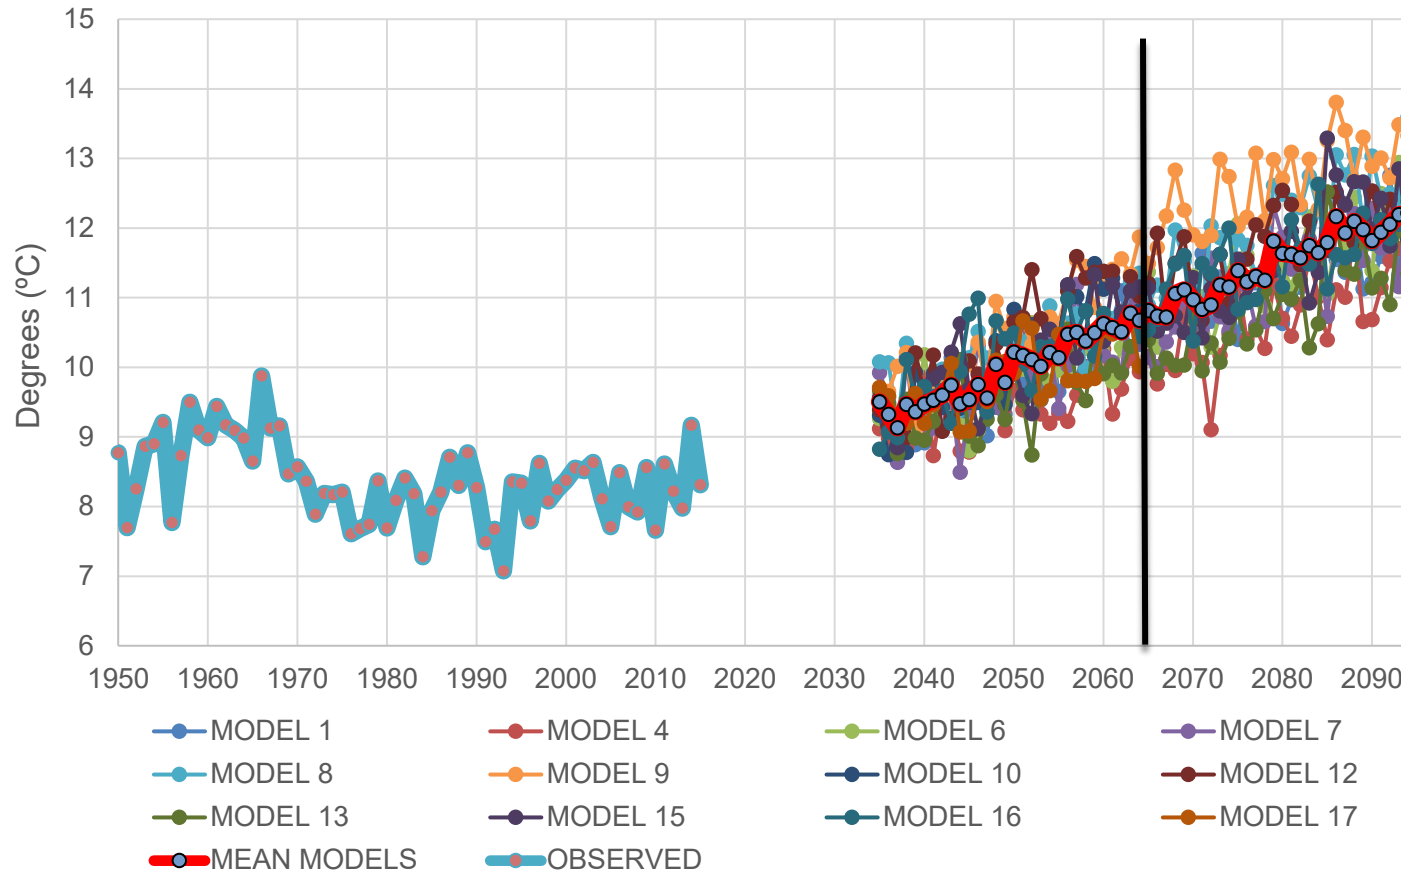 15
14
13
12
11
10
9
8
7
6
Degrees (ºC)
1950 1960 1970 1980 1990 2000 2010 2020 2030 2040 2050 2060 2070 2080 2090
MODEL 1 MODEL 4 MODEL 6 MODEL 7
MODEL 8 MODEL 9 MODEL 10 MODEL 12
MODEL 13 MODEL 15 MODEL 16 MODEL 17
MEAN MODELS OBSERVED